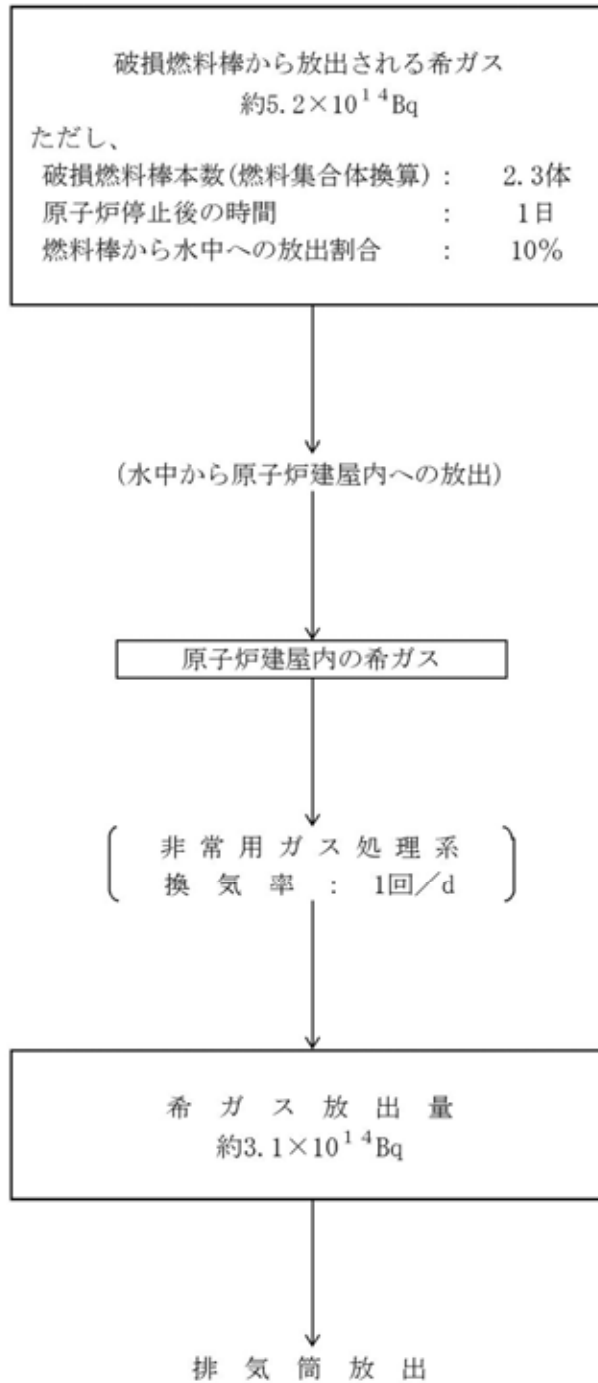 破損燃料棒から放出される希ガス
約5.2×10¹⁴Bq
ただし、
破損燃料棒本数(燃料集合体換算): 2.3体
原子炉停止後の時間 : 1日
燃料棒から水中への放出割合 : 10%
(水中から原子炉建屋内への放出)
原子炉建屋内の希ガス
非常用ガス処理系
換気率 : 1回/d
希ガス放出量
約3.1×10¹⁴Bq
排気筒放出